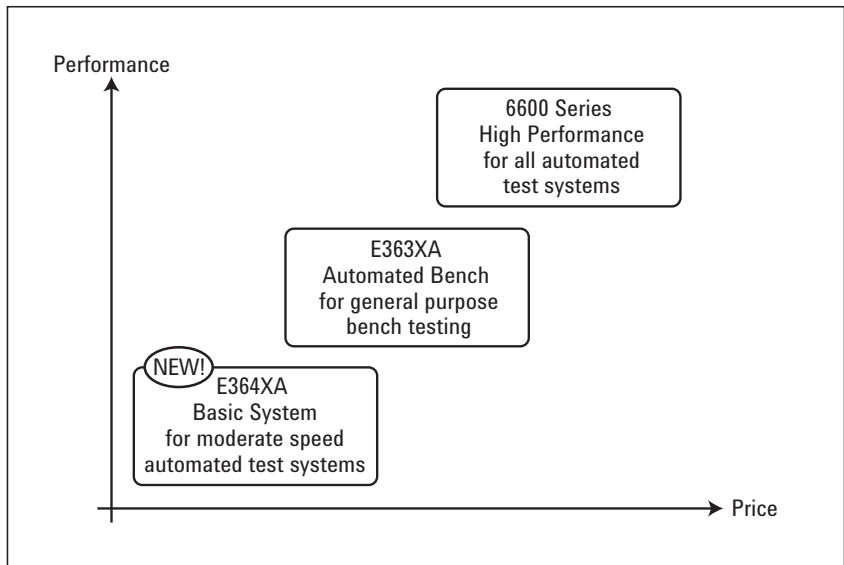 Performance
6600 Series
High Performance
for all automated
test systems
E363XA
Automated Bench
for general purpose
bench testing
NEW!
E364XA
Basic System
for moderate speed
automated test systems
Price